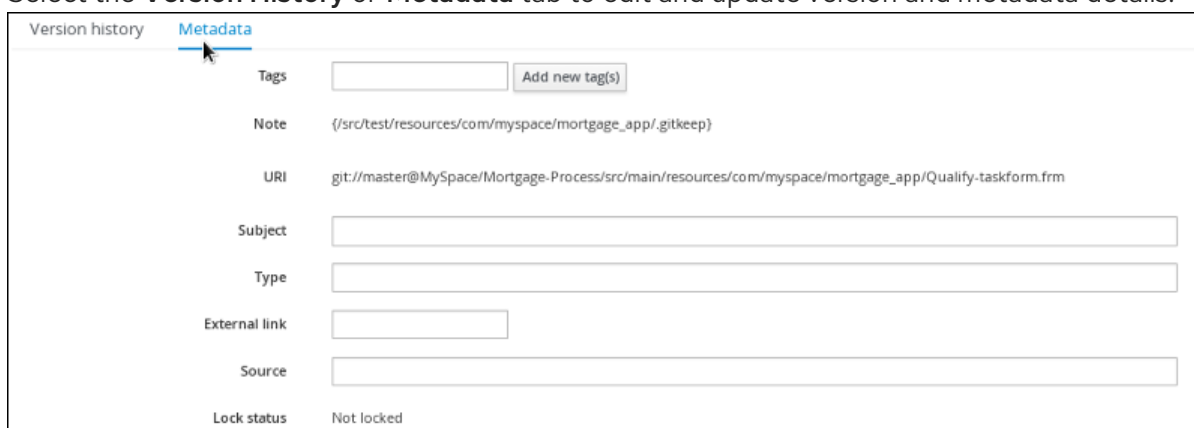 Select the Version History or Metadata tab to edit and update version and metadata details.
Version history Metadata
Tags Add new tag(s)
Note {/src/test/resources/com/myspace/mortgage_app/.gitkeep}
URI git://master@MySpace/Mortgage-Process/src/main/resources/com/myspace/mortgage_app/Qualify-taskform.frm
Subject
Type
External link
Source
Lock status Not locked